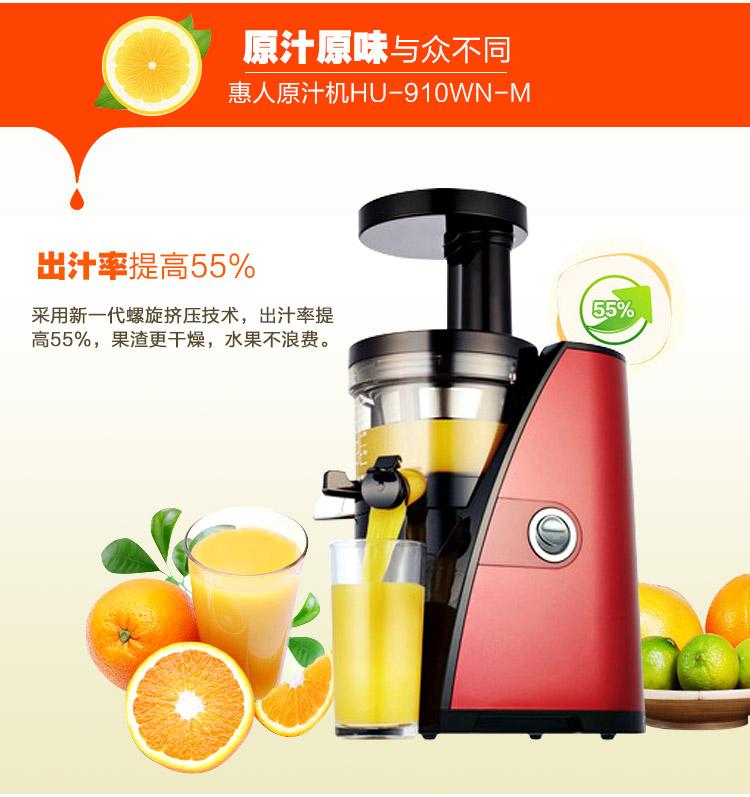 原汁原味与众不同
惠人原汁机HU-910WN-M
出汁率提高55%
采用新一代螺旋挤压技术，出汁率提
高55%，果渣更干燥，水果不浪费。
55%